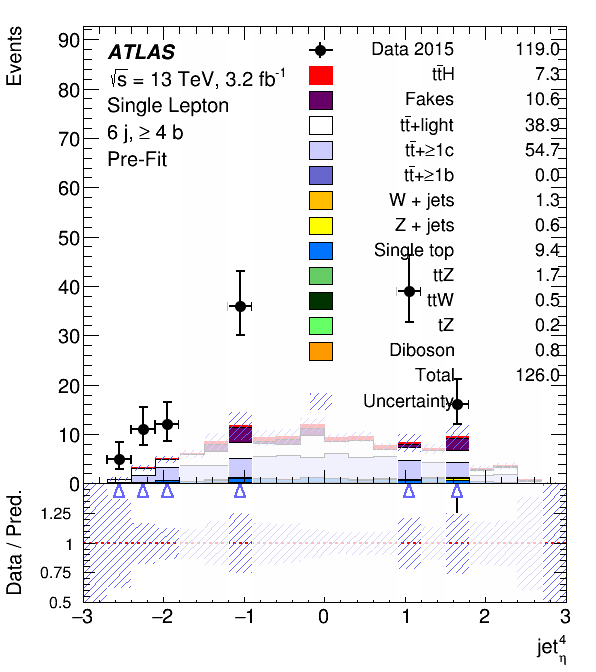 Events
90
80
70
60
50
40
30
20
10
0
ATLAS
√s = 13 TeV, 3.2 fb-1
Single Lepton
6 j, ≥ 4 b
Pre-Fit
Data 2015 119.0
tt̄H 7.3
Fakes 10.6
tt̄+light 38.9
tt̄+≥1c 54.7
tt̄+≥1b 0.0
W + jets 1.3
Z + jets 0.6
Single top 9.4
ttZ 1.7
ttW 0.5
tZ 0.2
Diboson 0.8
Total 126.0
Uncertainty
Data / Pred.
1.25
1
0.75
0.5
−3 −2 −1 0 1 2 3
jet4η